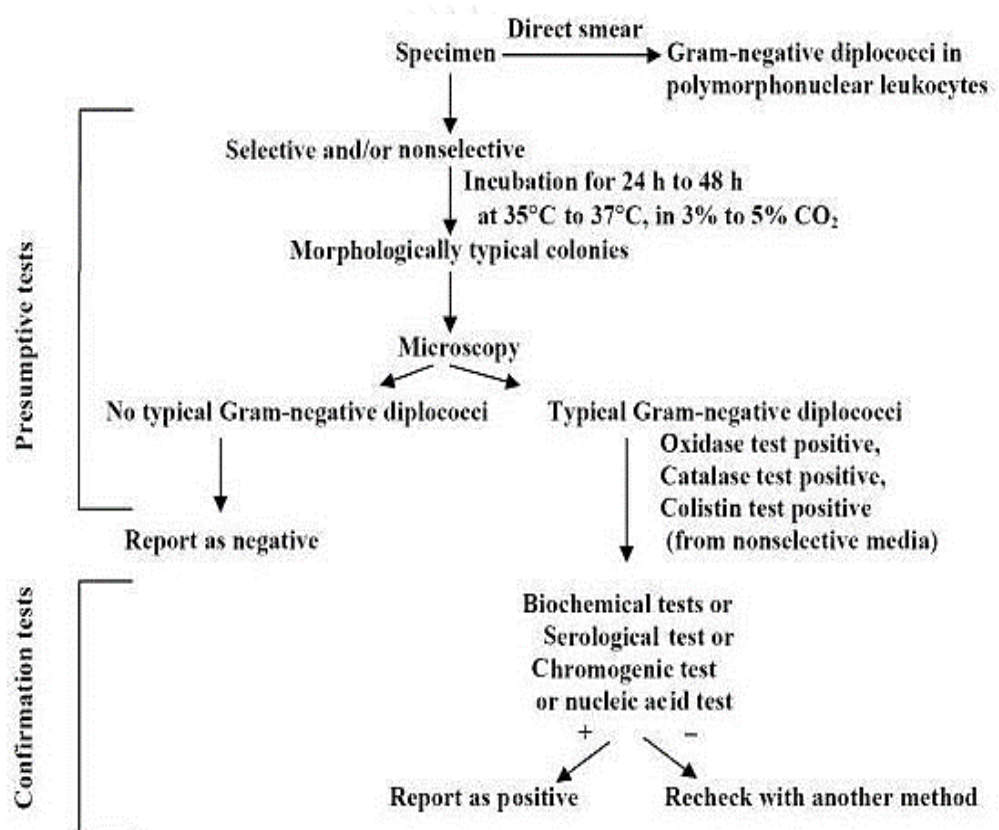 Direct smear
Specimen
Gram-negative diplococci in
polymorphonuclear leukocytes
Presumptive tests
Selective and/or nonselective
Incubation for 24 h to 48 h
at 35°C to 37°C, in 3% to 5% CO₂
Morphologically typical colonies
Microscopy
No typical Gram-negative diplococci
Typical Gram-negative diplococci
Oxidase test positive,
Catalase test positive,
Colistin test positive
(from nonselective media)
Report as negative
Confirmation tests
Biochemical tests or
Serological test or
Chromogenic test
or nucleic acid test
+ −
Report as positive
Recheck with another method